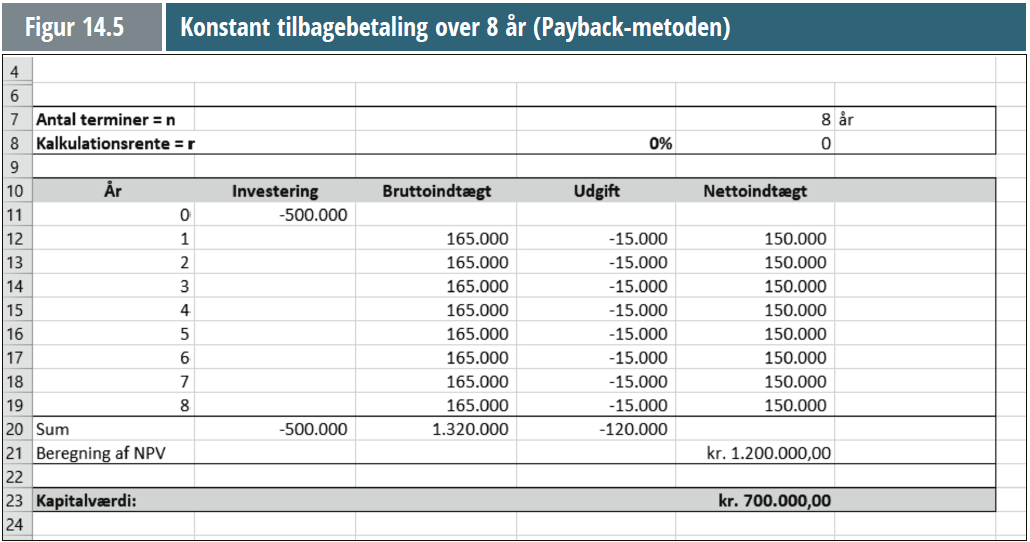 Figur 14.5 Konstant tilbagebetaling over 8 år (Payback-metoden)
4
6
7 Antal terminer = n 8 år
8 Kalkulationsrente = r 0% 0
9
10 År Investering Bruttoindtægt Udgift Nettoindtægt
11 0 -500.000
12 1 165.000 -15.000 150.000
13 2 165.000 -15.000 150.000
14 3 165.000 -15.000 150.000
15 4 165.000 -15.000 150.000
16 5 165.000 -15.000 150.000
17 6 165.000 -15.000 150.000
18 7 165.000 -15.000 150.000
19 8 165.000 -15.000 150.000
20 Sum -500.000 1.320.000 -120.000
21 Beregning af NPV kr. 1.200.000,00
22
23 Kapitalværdi: kr. 700.000,00
24